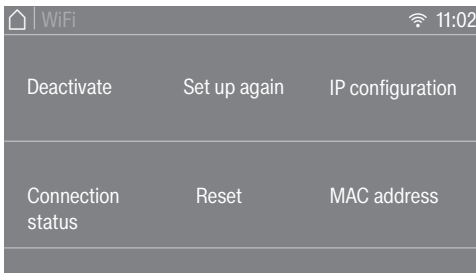 WiFi 11:02
Deactivate Set up again IP configuration
Connection Reset MAC address
status